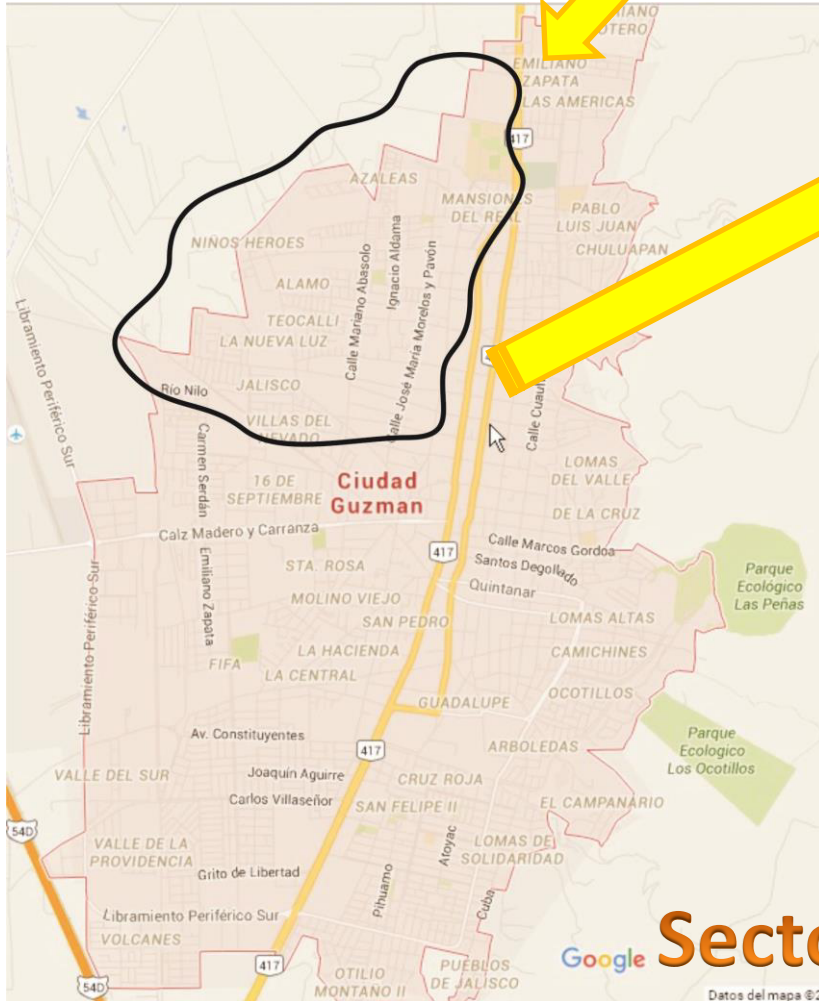 OTERO
EMILIANO
ZAPATA
LAS AMERICAS
417
AZALEAS
MANSIONES
DEL REAL
PABLO
LUIS JUAN
CHULUAPAN
NIÑOS HEROES
Calle Mariano Abasolo
Ignacio Aldama
Calle José María Morelos y Pavón
ALAMO
TEOCALLI
LA NUEVA LUZ
Libramiento Periférico Sur
Río Nilo
JALISCO
VILLAS DEL
NEVADO
Carmen Serdán
LOMAS
DEL VALLE
16 DE
SEPTIEMBRE
Ciudad
Guzman
DE LA CRUZ
Calz Madero y Carranza
417
Calle Marcos Gordoa
Santos Degollado
Quintanar
Emiliano Zapata
STA. ROSA
MOLINO VIEJO
SAN PEDRO
Parque
Ecológico
Las Peñas
LOMAS ALTAS
CAMICHINES
Libramiento Periférico Sur
FIFA
LA HACIENDA
LA CENTRAL
OCOTILLOS
GUADALUPE
Av. Constituyentes
417
ARBOLEDAS
Parque
Ecologico
Los Ocotillos
VALLE DEL SUR
Joaquín Aguirre
CRUZ ROJA
Carlos Villaseñor
SAN FELIPE II
EL CAMPANARIO
54D
VALLE DE LA
PROVIDENCIA
Atoyac
LOMAS DE
SOLIDARIDAD
Grito de Libertad
Pihuamo
Cuba
Libramiento Periférico Sur
VOLCANES
417
54D
OTILIO
MONTAÑO II
PUEBLOS
DE JALISCO
Google
Datos del mapa